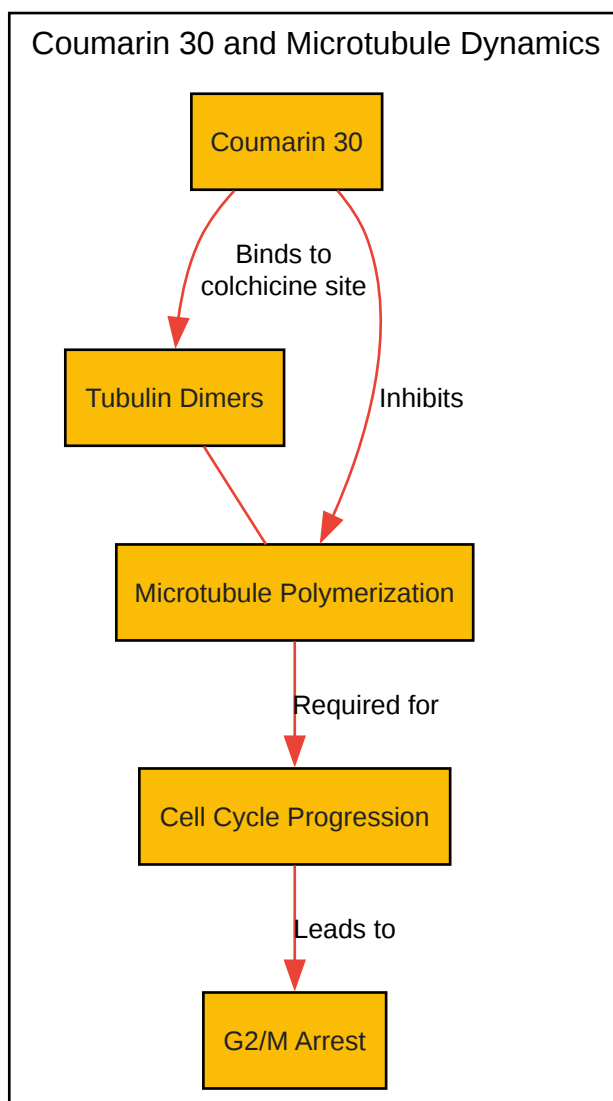 Coumarin 30 and Microtubule Dynamics
Coumarin 30
Binds to
colchicine site
Tubulin Dimers
Inhibits
Microtubule Polymerization
Required for
Cell Cycle Progression
Leads to
G2/M Arrest